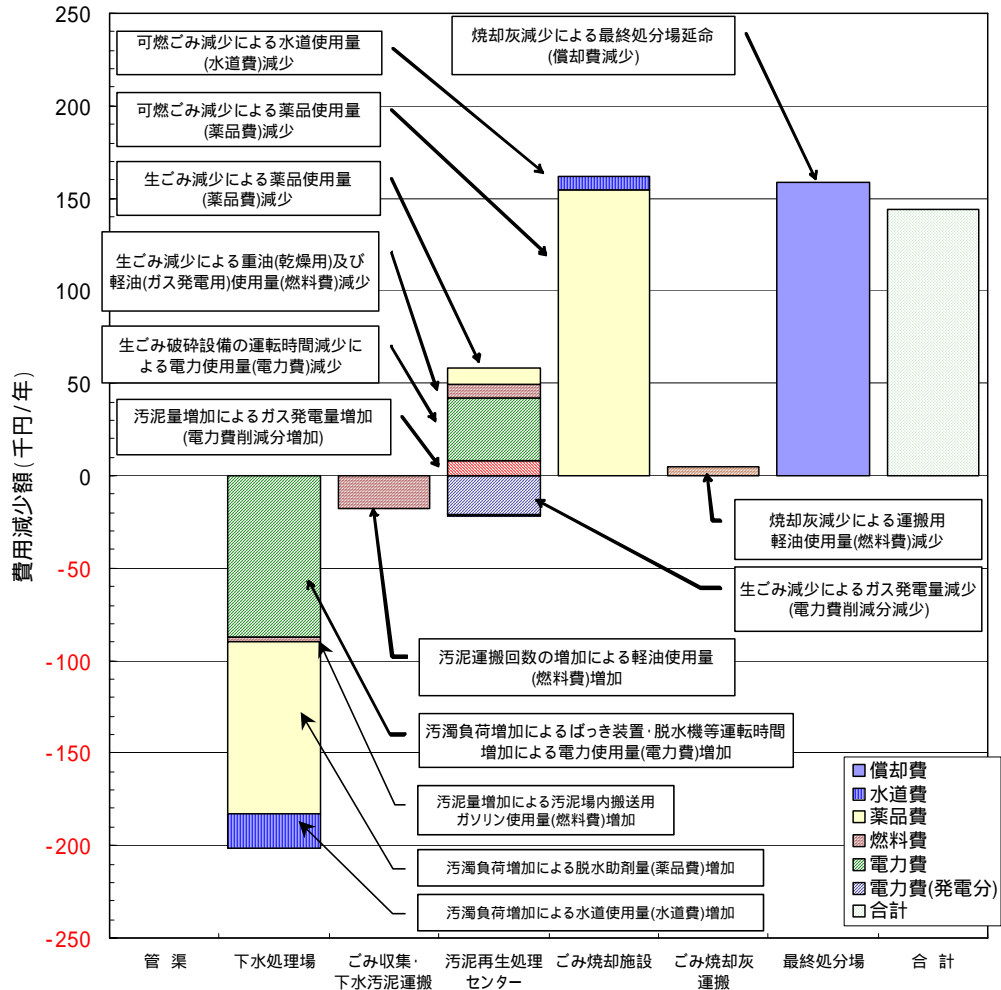 250
200
150
100
50
0
-50
-100
-150
-200
-250
費用減少額(千円/年)
可燃ごみ減少による水道使用量
(水道費)減少
可燃ごみ減少による薬品使用量
(薬品費)減少
生ごみ減少による薬品使用量
(薬品費)減少
生ごみ減少による重油(乾燥用)及び
軽油(ガス発電用)使用量(燃料費)減少
生ごみ破砕設備の運転時間減少に
よる電力使用量(電力費)減少
汚泥量増加によるガス発電量増加
(電力費削減分増加)
焼却灰減少による最終処分場延命
(償却費減少)
焼却灰減少による運搬用
軽油使用量(燃料費)減少
生ごみ減少によるガス発電量減少
(電力費削減分減少)
汚泥運搬回数の増加による軽油使用量
(燃料費)増加
汚濁負荷増加によるばっき装置・脱水機等運転時間
増加による電力使用量(電力費)増加
汚泥量増加による汚泥場内搬送用
ガソリン使用量(燃料費)増加
汚濁負荷増加による脱水助剤量(薬品費)増加
汚濁負荷増加による水道使用量(水道費)増加
償却費
水道費
薬品費
燃料費
電力費
電力費(発電分)
合計
管 渠
下水処理場
ごみ収集・
下水汚泥運搬
汚泥再生処理
センター
ごみ焼却施設
ごみ焼却灰
運搬
最終処分場
合 計